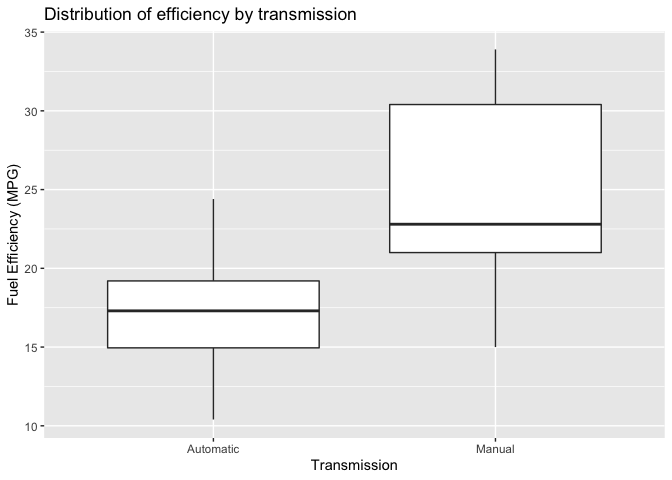 Distribution of efficiency by transmission
Fuel Efficiency (MPG)
35
30
25
20
15
10
Automatic
Manual
Transmission